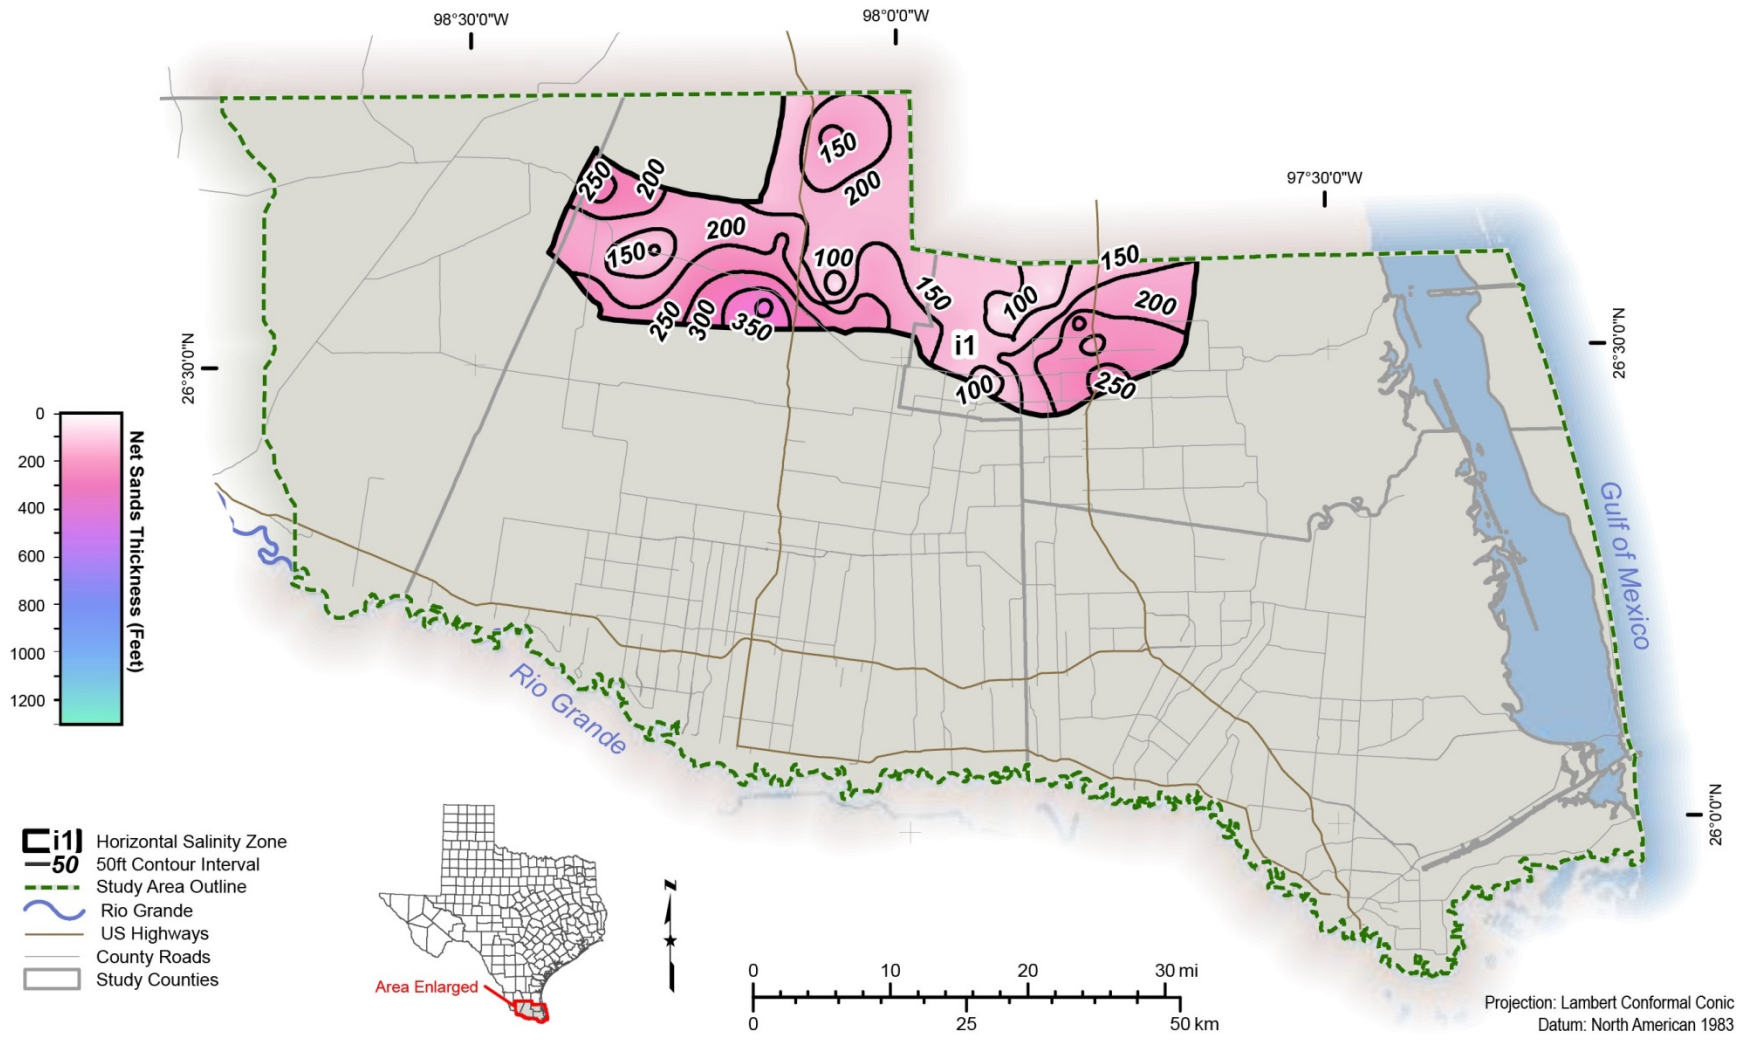 98°30'0"W
98°0'0"W
97°30'0"W
26°30'0"N
26°30'0"N
26°0'0"N
150
200
250
200
200
150
100
150
250
300
350
150
100
200
i1
100
250
0
200
400
600
800
1000
1200
Net Sands Thickness (Feet)
Gulf of Mexico
Rio Grande
i1 Horizontal Salinity Zone
50 50ft Contour Interval
Study Area Outline
Rio Grande
US Highways
County Roads
Study Counties
Area Enlarged
N
0 10 20 30 mi
0 25 50 km
Projection: Lambert Conformal Conic
Datum: North American 1983